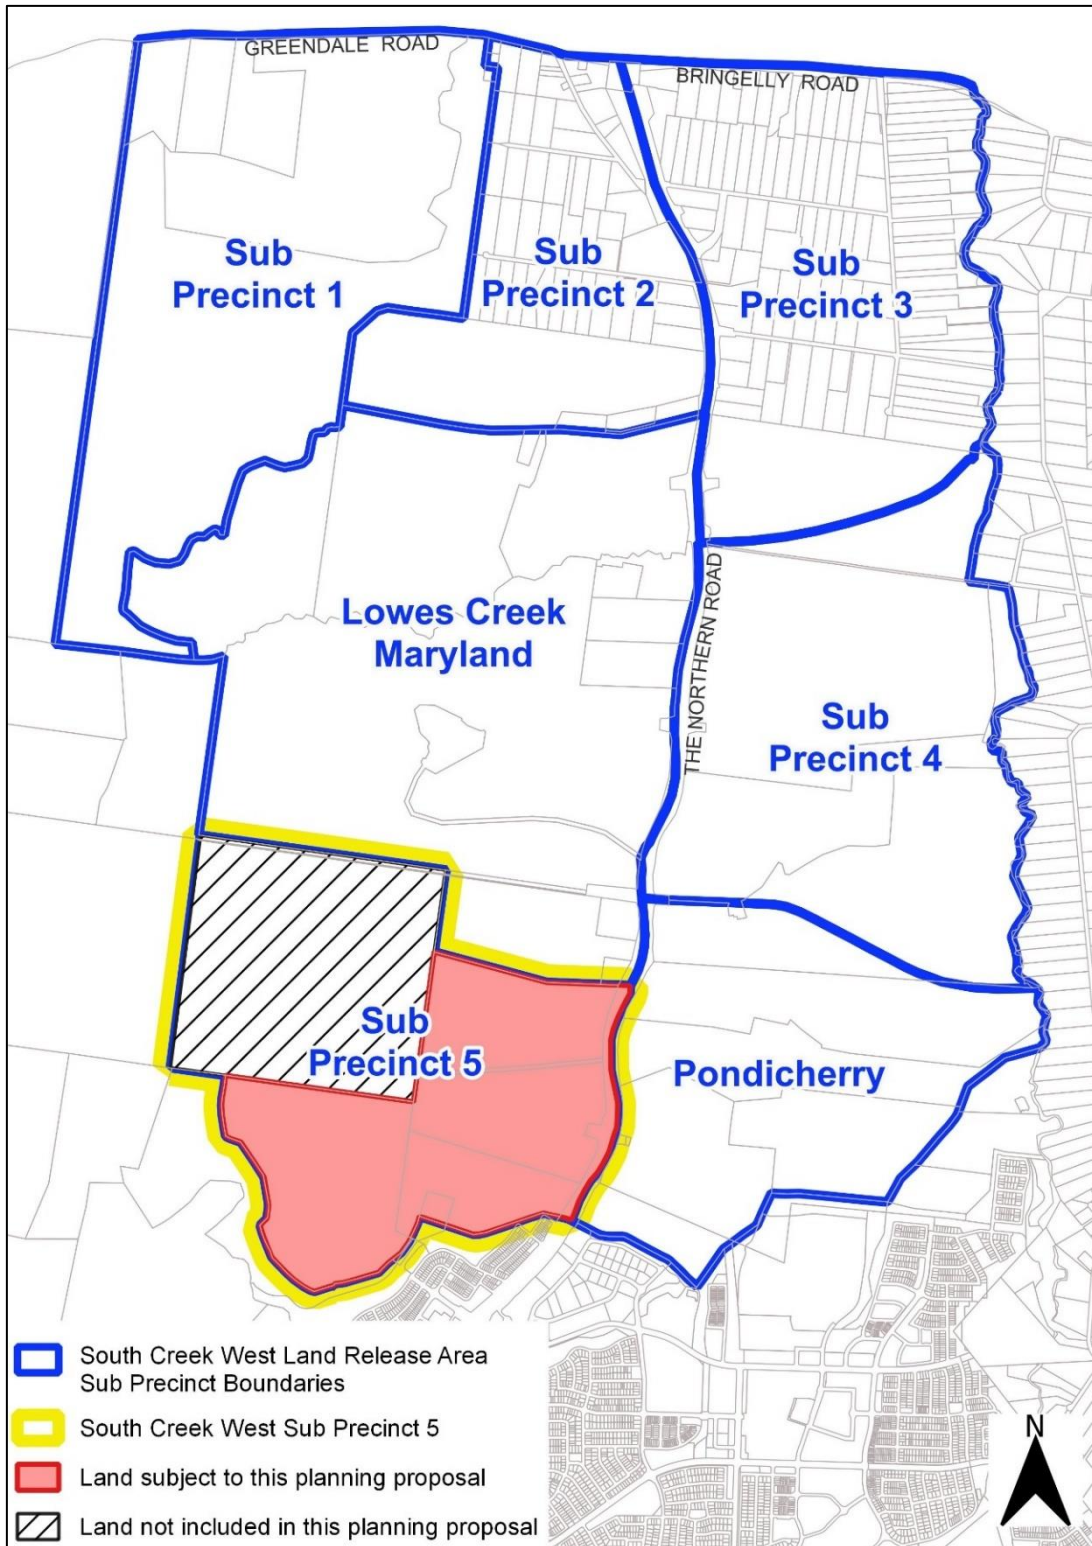 GREENDALE ROAD
BRINGELLY ROAD
Sub
Precinct 1
Sub
Precinct 2
Sub
Precinct 3
Lowes Creek
Maryland
THE NORTHERN ROAD
Sub
Precinct 4
Sub
Precinct 5
Pondicherry
South Creek West Land Release Area
Sub Precinct Boundaries
South Creek West Sub Precinct 5
Land subject to this planning proposal
Land not included in this planning proposal
N